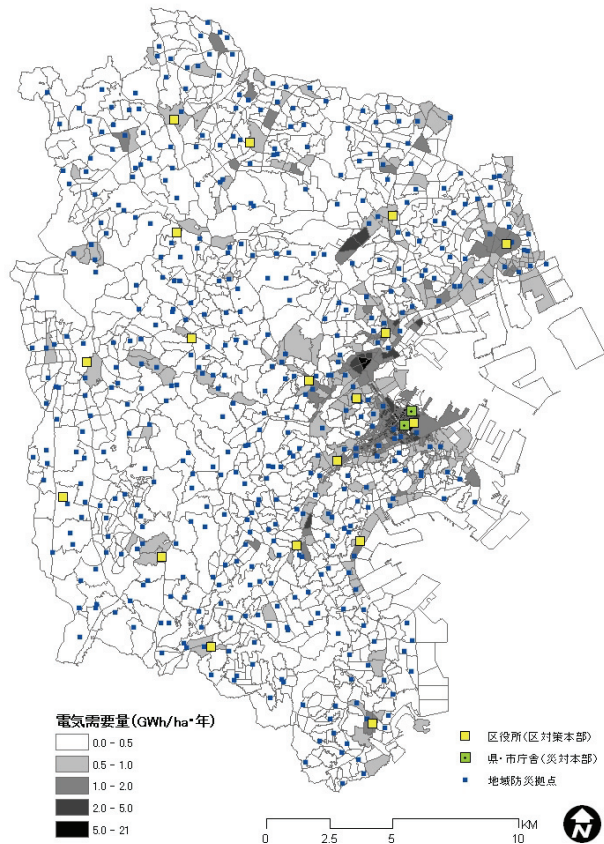 電気需要量(GWh/ha・年)
0.0 - 0.5
0.5 - 1.0
1.0 - 2.0
2.0 - 5.0
5.0 - 21
区役所(区対策本部)
県・市庁舎(災対本部)
地域防災拠点
KM
0 2.5 5 10
N